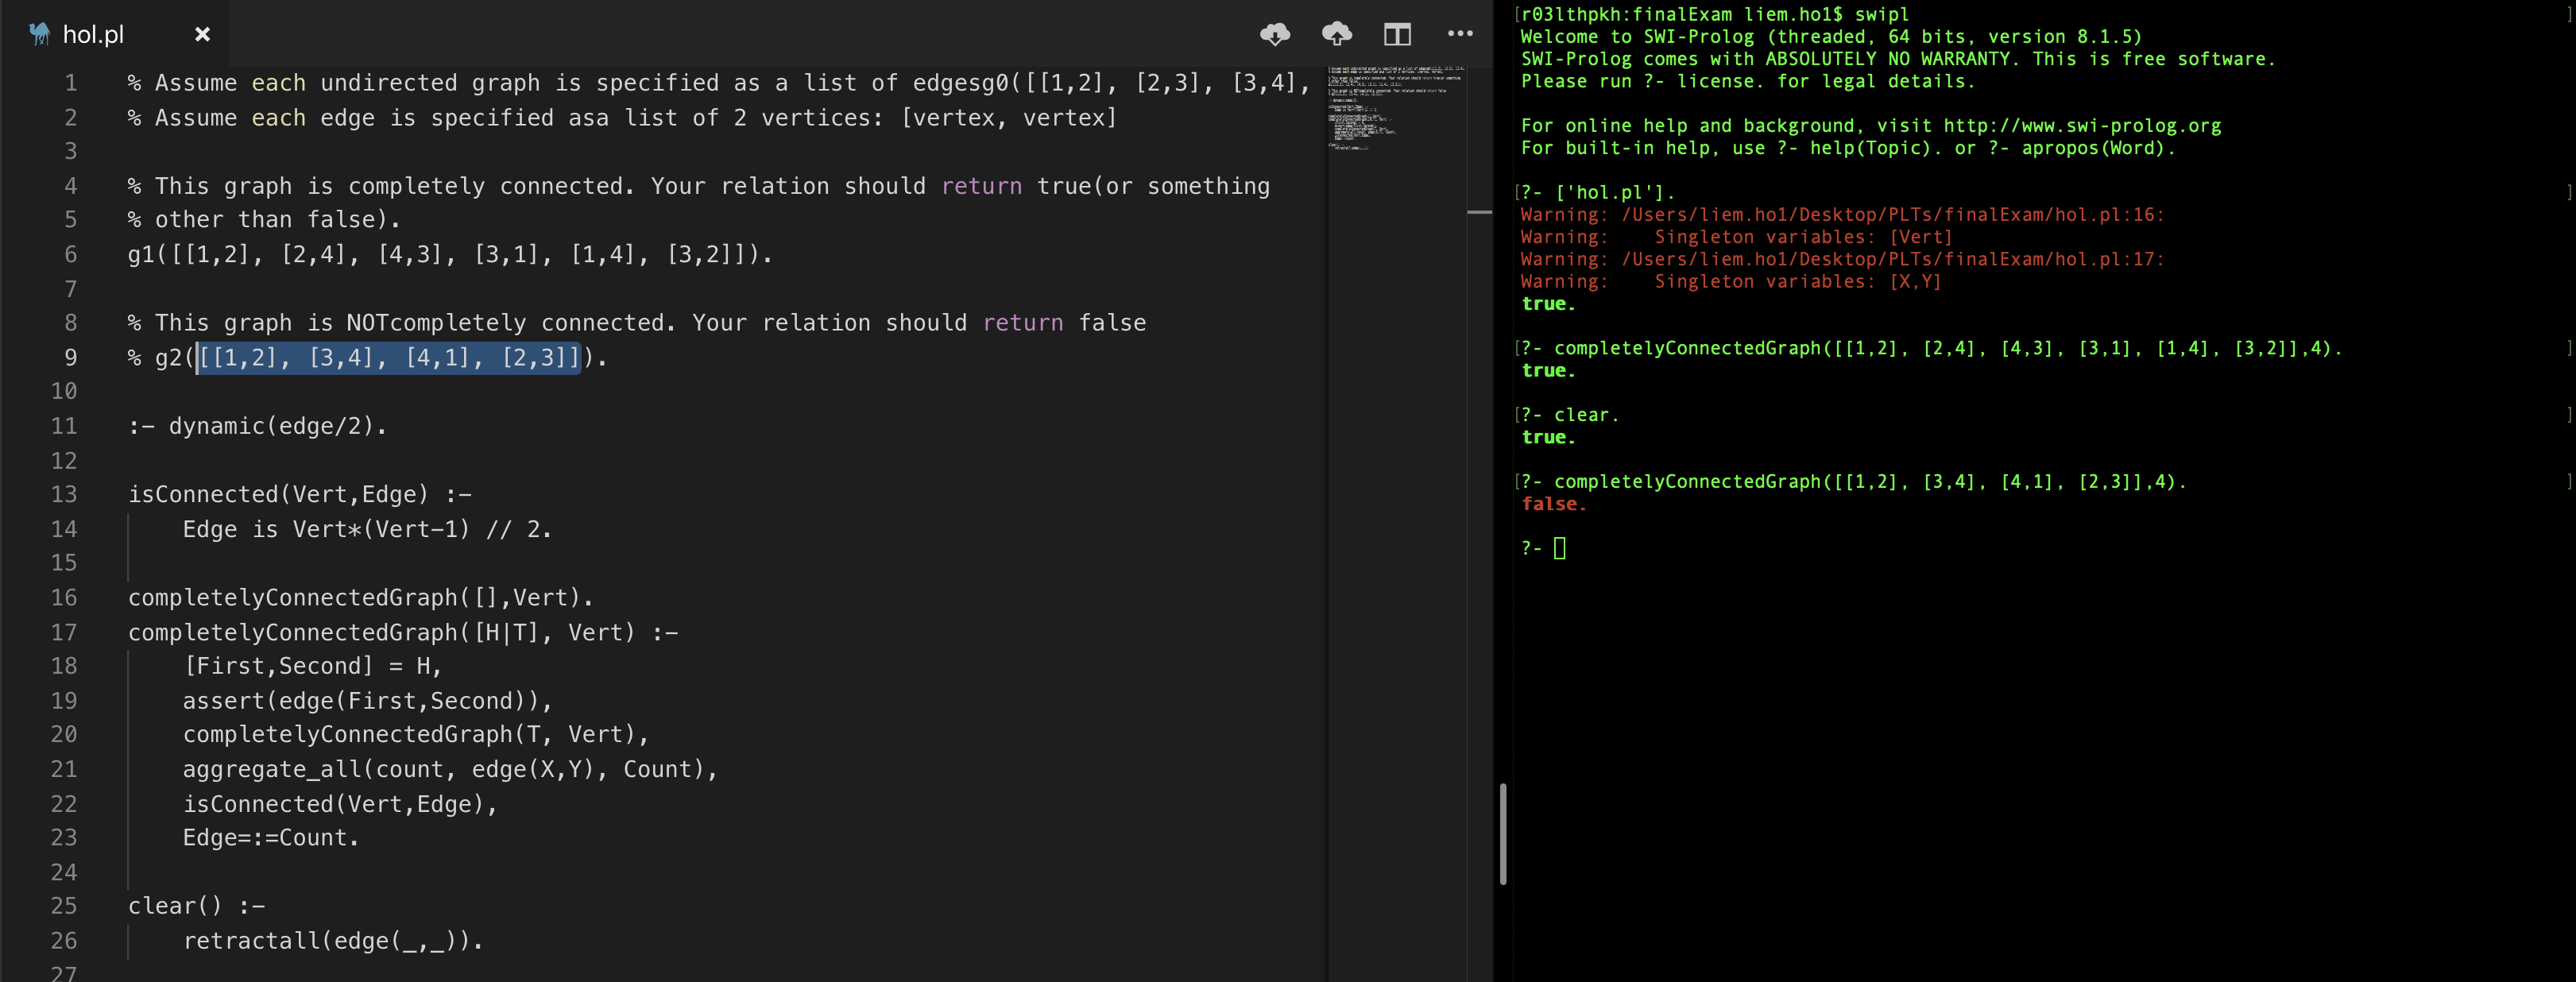 hol.pl
1 % Assume each undirected graph is specified as a list of edgesg0([[1,2], [2,3], [3,4],
2 % Assume each edge is specified asa list of 2 vertices: [vertex, vertex]
3
4 % This graph is completely connected. Your relation should return true(or something
5 % other than false).
6 g1([[1,2], [2,4], [4,3], [3,1], [1,4], [3,2]]).
7
8 % This graph is NOTcompletely connected. Your relation should return false
9 % g2([[1,2], [3,4], [4,1], [2,3]]).
10
11 :- dynamic(edge/2).
12
13 isConnected(Vert,Edge) :-
14 Edge is Vert*(Vert-1) // 2.
15
16 completelyConnectedGraph([],Vert).
17 completelyConnectedGraph([H|T], Vert) :-
18 [First,Second] = H,
19 assert(edge(First,Second)),
20 completelyConnectedGraph(T, Vert),
21 aggregate_all(count, edge(X,Y), Count),
22 isConnected(Vert,Edge),
23 Edge=:=Count.
24
25 clear() :-
26 retractall(edge(_,_)).
27
[r03lthpkh:finalExam liem.ho1$ swipl ]
Welcome to SWI-Prolog (threaded, 64 bits, version 8.1.5)
SWI-Prolog comes with ABSOLUTELY NO WARRANTY. This is free software.
Please run ?- license. for legal details.
For online help and background, visit http://www.swi-prolog.org
For built-in help, use ?- help(Topic). or ?- apropos(Word).
[?- ['hol.pl']. ]
Warning: /Users/liem.ho1/Desktop/PLTs/finalExam/hol.pl:16:
Warning: Singleton variables: [Vert]
Warning: /Users/liem.ho1/Desktop/PLTs/finalExam/hol.pl:17:
Warning: Singleton variables: [X,Y]
true.
[?- completelyConnectedGraph([[1,2], [2,4], [4,3], [3,1], [1,4], [3,2]],4). ]
true.
[?- clear. ]
true.
[?- completelyConnectedGraph([[1,2], [3,4], [4,1], [2,3]],4). ]
false.
?-